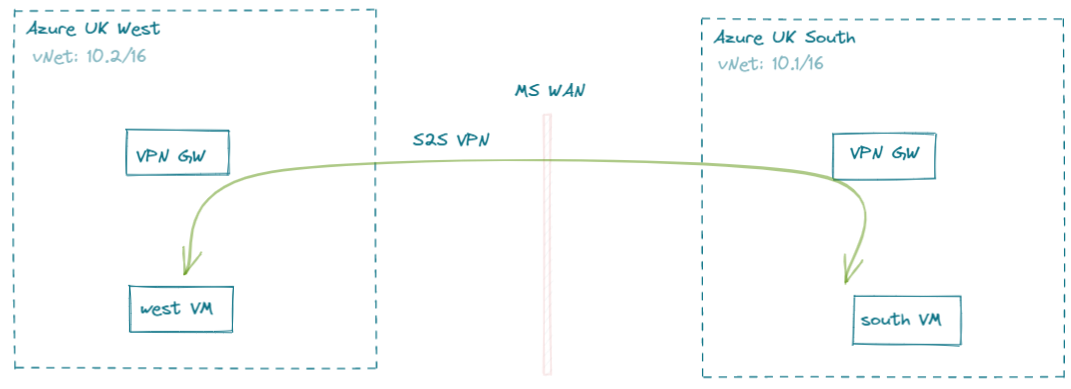 Azure UK West
vNet: 10.2/16
Azure UK South
vNet: 10.1/16
MS WAN
S2S VPN
VPN GW
VPN GW
west VM
south VM